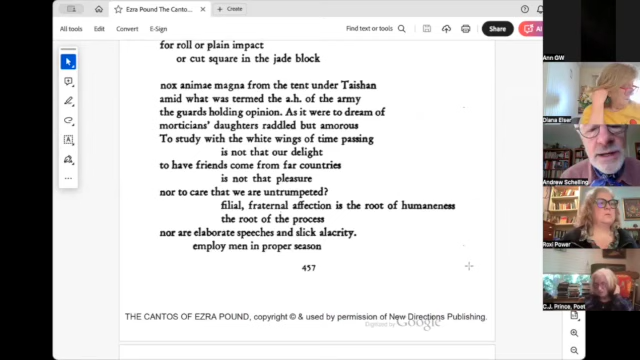 Ezra Pound The Cantos ...
+ Create
All tools
Edit
Convert
E-Sign
Find text or tools
Share
AI
for roll or plain impact
or cut square in the jade block
nox animae magna from the tent under Taishan
amid what was termed the a.h. of the army
the guards holding opinion. As it were to dream of
morticians' daughters raddled but amorous
To study with the white wings of time passing
is not that our delight
to have friends come from far countries
is not that pleasure
nor to care that we are untrumpeted?
filial, fraternal affection is the root of humaneness
the root of the process
nor are elaborate speeches and slick alacrity.
employ men in proper season
457
THE CANTOS OF EZRA POUND, copyright © & used by permission of New Directions Publishing.
Digitized by Google
Ann GW
Diana Elser
Andrew Schelling
Roxi Power
C.J. Prince, Poet